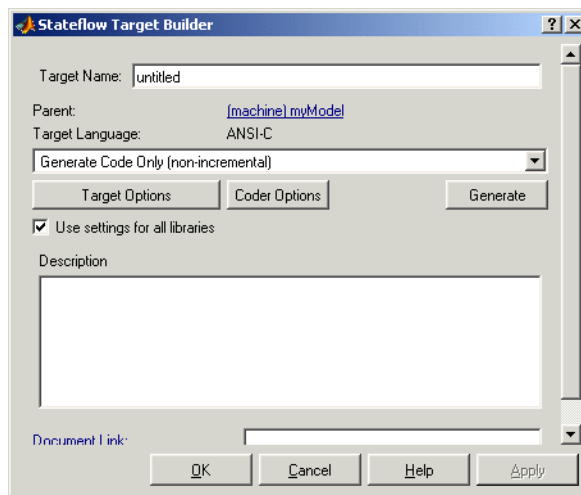 Stateflow Target Builder
Target Name: untitled
Parent: (machine) myModel
Target Language: ANSI-C
Generate Code Only (non-incremental)
Target Options Coder Options Generate
Use settings for all libraries
Description
Document Link:
OK Cancel Help Apply